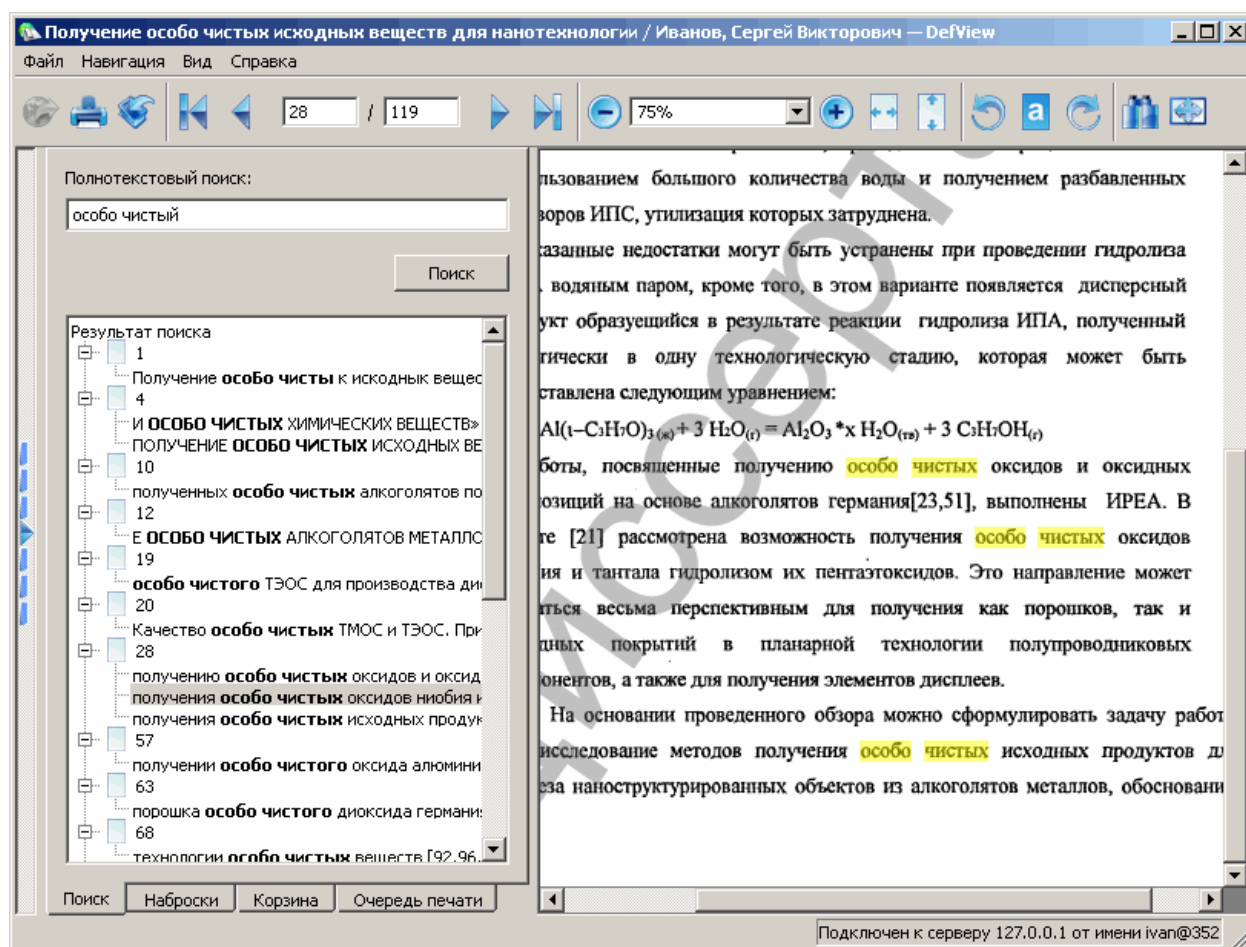 Получение особо чистых исходных веществ для нанотехнологии / Иванов, Сергей Викторович — DefView
Файл Навигация Вид Справка
28 / 119 75% a
Полнотекстовый поиск:
особо чистый
Поиск
Результат поиска
1
Получение особо чисты к искоднык вещес
4
И ОСОБО ЧИСТЫХ ХИМИЧЕСКИХ ВЕЩЕСТВ»
ПОЛУЧЕНИЕ ОСОБО ЧИСТЫХ ИСХОДНЫХ ВЕ
10
полученных особо чистых алкоголятов по
12
Е ОСОБО ЧИСТЫХ АЛКОГОЛЯТОВ МЕТАЛЛО
19
особо чистого ТЭОС для производства ди
20
Качество особо чистых ТМОС и ТЭОС. При
28
получению особо чистых оксидов и оксид
получения особо чистых оксидов ниобия и
получения особо чистых исходных продук
57
получении особо чистого оксида алюмини
63
порошка особо чистого диоксида германи
68
технологии особо чистых веществ [92,96,
Поиск Наброски Корзина Очередь печати
льзованием большого количества воды и получением разбавленных
воров ИПС, утилизация которых затруднена.
казанные недостатки могут быть устранены при проведении гидролиза
водяным паром, кроме того, в этом варианте появляется дисперсный
укт образуещийся в результате реакции гидролиза ИПА, полученный
тически в одну технологическую стадию, которая может быть
ставлена следующим уравнением:
Al(ι–C₃H₇O)₃₍ж₎+ 3 H₂O₍г₎ = Al₂O₃ *x H₂O₍тв₎ + 3 C₃H₇OH₍г₎
боты, посвященные получению особо чистых оксидов и оксидных
озиций на основе алкоголятов германия[23,51], выполнены ИРЕА. В
те [21] рассмотрена возможность получения особо чистых оксидов
ия и тантала гидролизом их пентаэтоксидов. Это направление может
ться весьма перспективным для получения как порошков, так и
дных покрытий в планарной технологии полупроводниковых
онентов, а также для получения элементов дисплеев.
На основании проведенного обзора можно сформулировать задачу работ
исследование методов получения особо чистых исходных продуктов д
еза наноструктурированных объектов из алкоголятов металлов, обосновани
иссерт
Подключен к серверу 127.0.0.1 от имени ivan@352